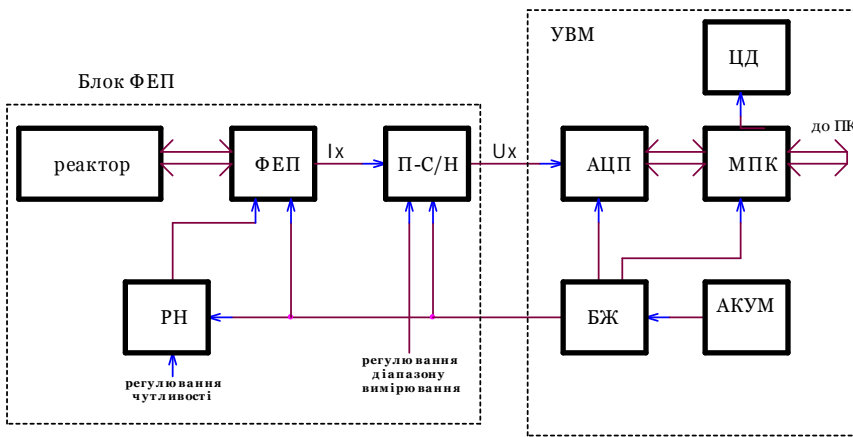 УВМ
ЦД
Блок ФЕП
до ПК
реактор
ФЕП
Ix
П-С/Н
Ux
АЦП
МПК
РН
БЖ
АКУМ
регулювання
діапазону
вимірювання
регулювання
чутливості